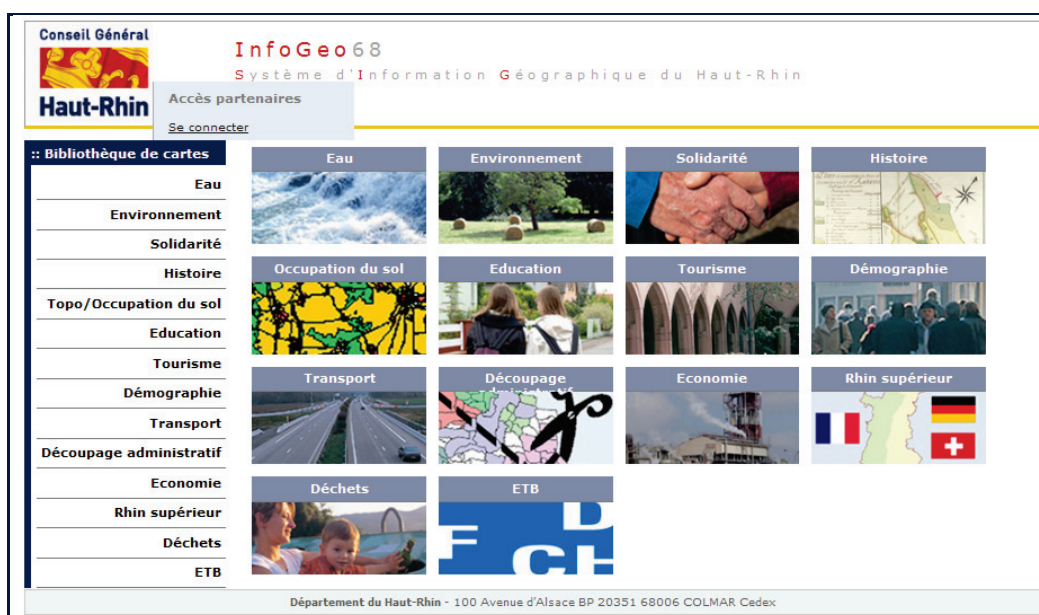 Conseil Général
Haut-Rhin
InfoGeo68
Système d'Information Géographique du Haut-Rhin
Accès partenaires
Se connecter
:: Bibliothèque de cartes
Eau
Environnement
Solidarité
Histoire
Topo/Occupation du sol
Education
Tourisme
Démographie
Transport
Découpage administratif
Economie
Rhin supérieur
Déchets
ETB
Eau
Environnement
Solidarité
Histoire
Occupation du sol
Education
Tourisme
Démographie
Transport
Découpage
administratif
Economie
Rhin supérieur
Déchets
ETB
F
D
CH
Département du Haut-Rhin - 100 Avenue d'Alsace BP 20351 68006 COLMAR Cedex